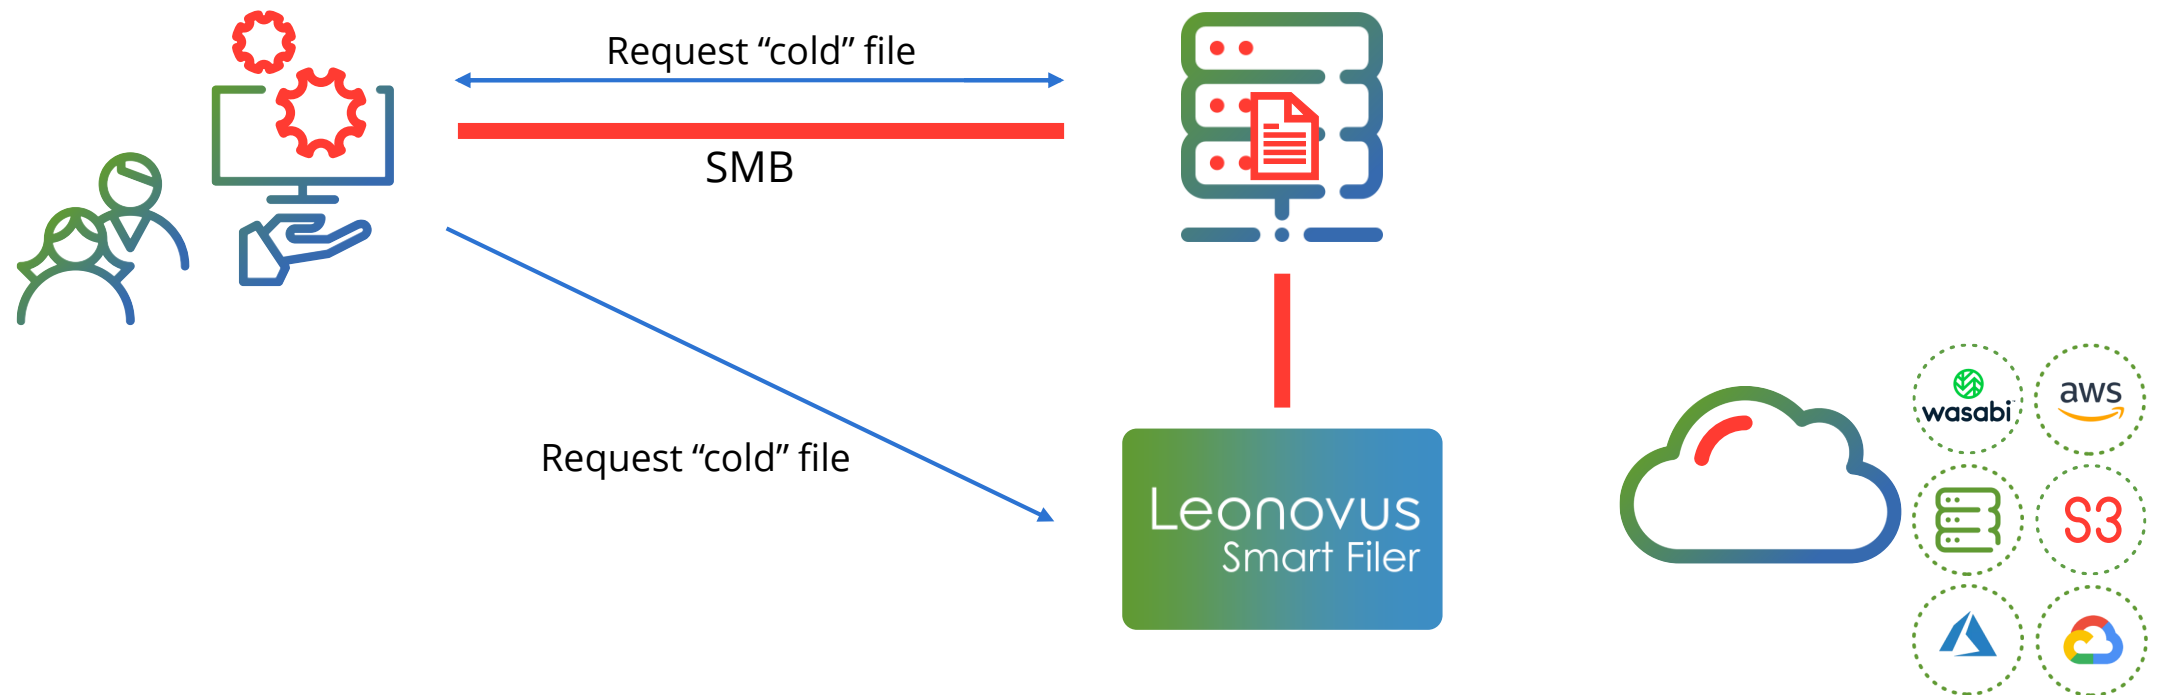 Request “cold” file
SMB
Request “cold” file
Leonovus
Smart Filer
wasabi
aws
S3